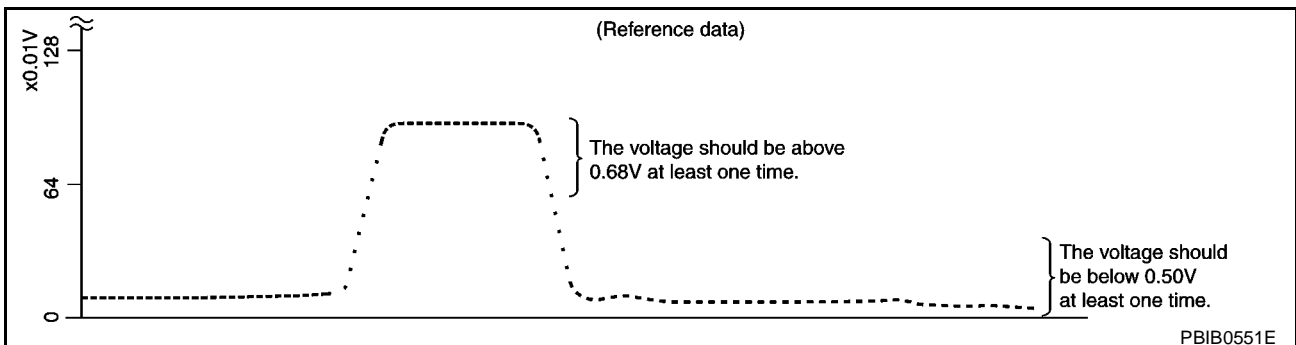 (Reference data)
x0.01V
128
64
0
The voltage should be above
0.68V at least one time.
The voltage should
be below 0.50V
at least one time.
PBIB0551E